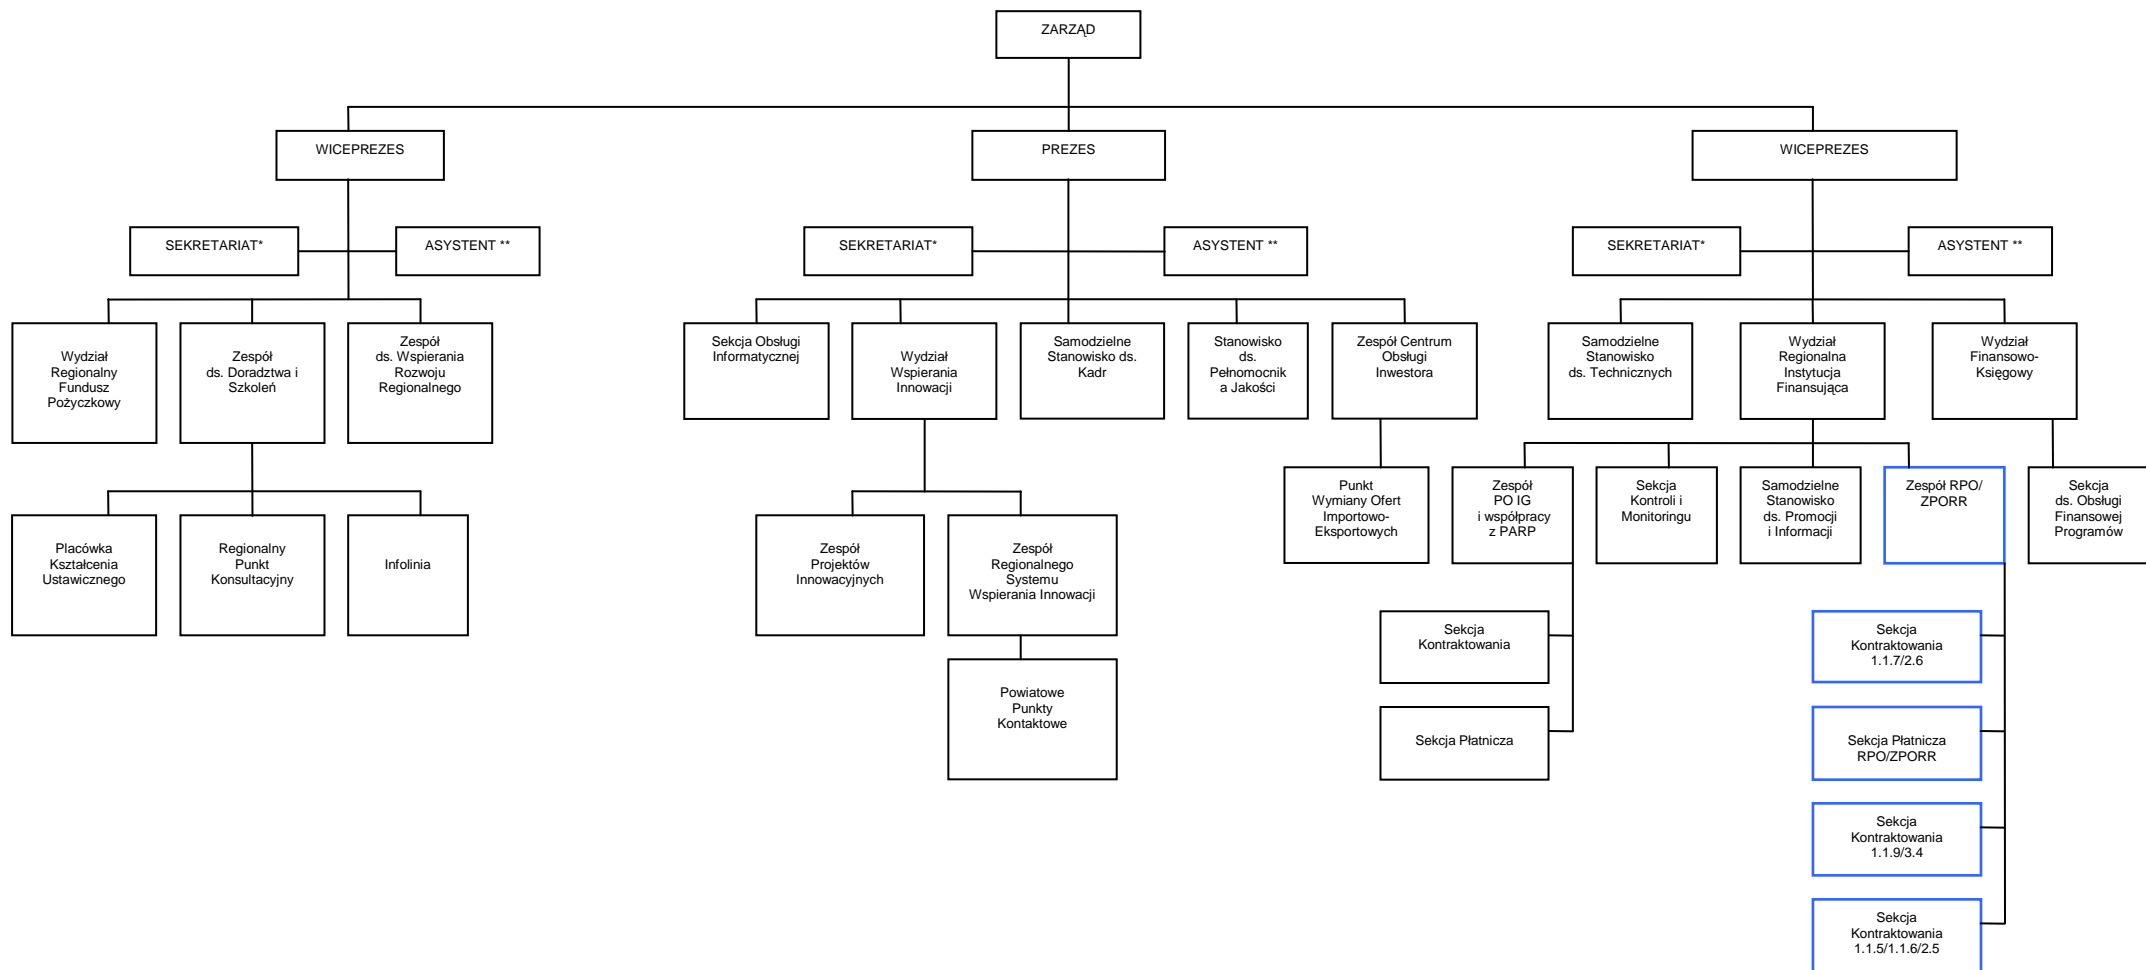 ZARZĄD
WICEPREZES
PREZES
WICEPREZES
SEKRETARIAT*
ASYSTENT **
SEKRETARIAT*
ASYSTENT **
SEKRETARIAT*
ASYSTENT **
Wydział
Regionalny
Fundusz
Pożyczkowy
Zespół
ds. Doradztwa i
Szkoleń
Zespół
ds. Wspierania
Rozwoju
Regionalnego
Sekcja Obsługi
Informatycznej
Wydział
Wspierania
Innowacji
Samodzielne
Stanowisko ds.
Kadr
Stanowisko
ds.
Pełnomocnik
a Jakości
Zespół Centrum
Obsługi
Inwestora
Samodzielne
Stanowisko
ds. Technicznych
Wydział
Regionalna
Instytucja
Finansująca
Wydział
Finansowo-
Księgowy
Placówka
Kształcenia
Ustawicznego
Regionalny
Punkt
Konsultacyjny
Infolinia
Zespół
Projektów
Innowacyjnych
Zespół
Regionalnego
Systemu
Wspierania Innowacji
Punkt
Wymiany Ofert
Importowo-
Eksportowych
Zespół
PO IG
i współpracy
z PARP
Sekcja
Kontroli i
Monitoringu
Samodzielne
Stanowisko
ds. Promocji
i Informacji
Zespół RPO/
ZPORR
Sekcja
ds. Obsługi
Finansowej
Programów
Powiatowe
Punkty
Kontaktowe
Sekcja
Kontraktowania
Sekcja Płatnicza
Sekcja
Kontraktowania
1.1.7/2.6
Sekcja Płatnicza
RPO/ZPORR
Sekcja
Kontraktowania
1.1.9/3.4
Sekcja
Kontraktowania
1.1.5/1.1.6/2.5